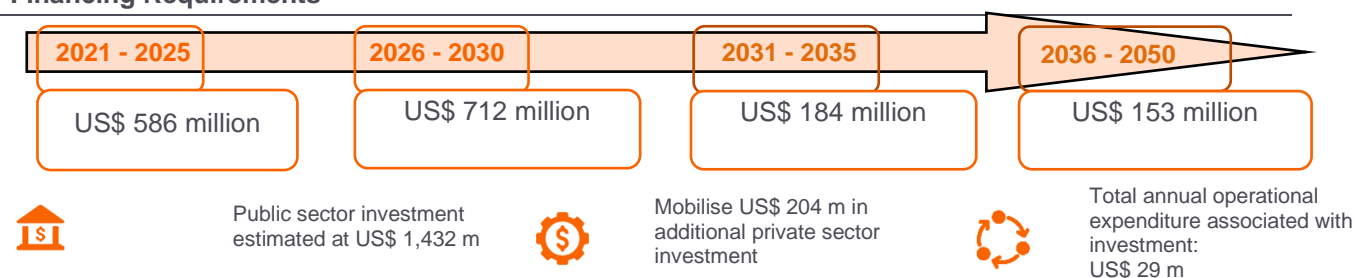 Financing Requirements
2021 - 2025
2026 - 2030
2031 - 2035
2036 - 2050
US$ 586 million
US$ 712 million
US$ 184 million
US$ 153 million
Public sector investment
estimated at US$ 1,432 m
Mobilise US$ 204 m in
additional private sector
investment
Total annual operational
expenditure associated with
investment:
US$ 29 m